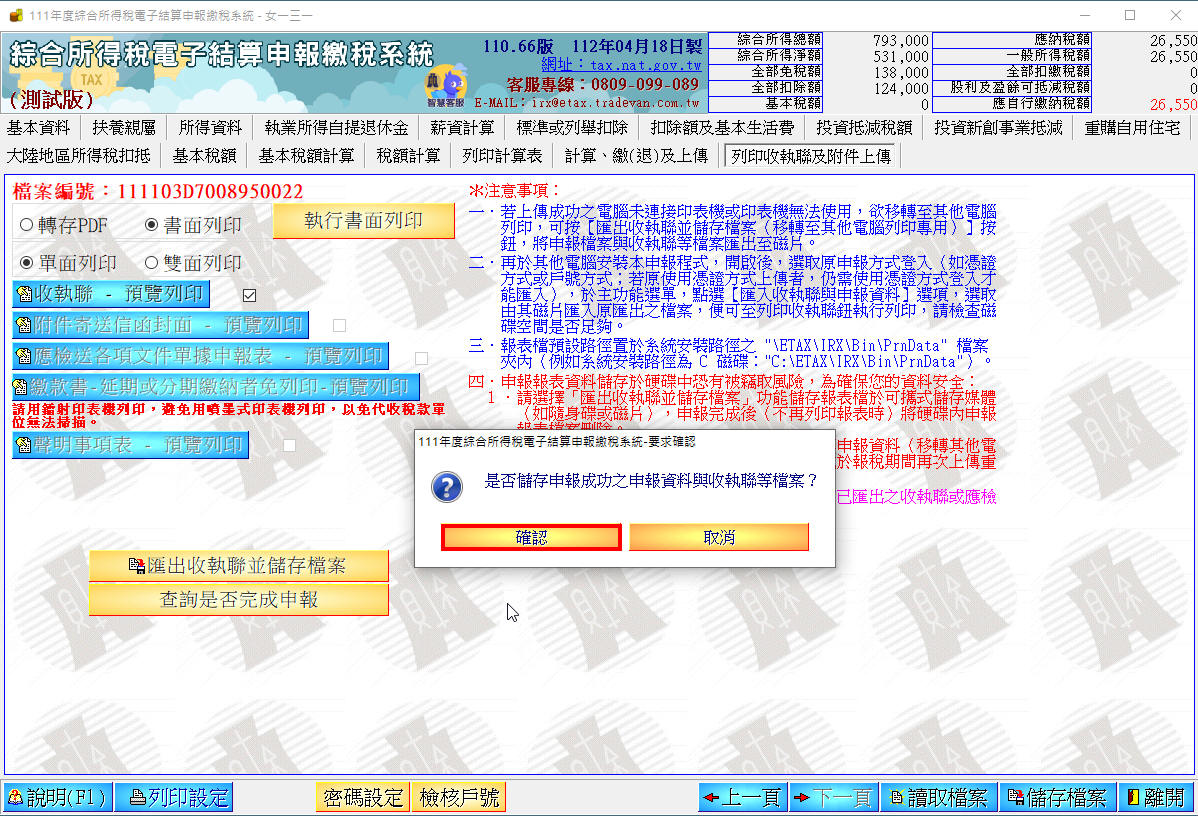 111年度綜合所得稅電子結算申報繳稅系統 - 女一三一
綜合所得稅電子結算申報繳稅系統
TAX
(測試版)
智慧客服
110.66版 112年04月18日製
網址：tax.nat.gov.tw
客服專線：0809-099-089
E-MAIL：irx@etax.tradevan.com.tw
綜合所得總額 793,000 應納稅額 26,550
綜合所得淨額 531,000 一般所得稅額 26,550
全部免稅額 138,000 全部扣繳稅額 0
全部扣除額 124,000 股利及盈餘可抵減稅額 0
基本稅額 0 應自行繳納稅額 26,550
基本資料 扶養親屬 所得資料 執業所得自提退休金 薪資計算 標準或列舉扣除 扣除額及基本生活費 投資抵減稅額 投資新創事業抵減 重購自用住宅
大陸地區所得稅扣抵 基本稅額 基本稅額計算 稅額計算 列印計算表 計算、繳(退)及上傳 列印收執聯及附件上傳
檔案編號：111103D7008950022
轉存PDF 書面列印 執行書面列印
單面列印 雙面列印
收執聯 - 預覽列印
附件寄送信函封面 - 預覽列印
應檢送各項文件單據申報表 - 預覽列印
繳款書-延期或分期繳納者免列印-預覽列印
請用鐳射印表機列印，避免用噴墨式印表機列印，以免代收稅款單
位無法掃描。
聲明事項表 - 預覽列印
匯出收執聯並儲存檔案
查詢是否完成申報
※注意事項：
一．若上傳成功之電腦未連接印表機或印表機無法使用，欲移轉至其他電腦
列印，可按［匯出收執聯並儲存檔案（移轉至其他電腦列印專用）］按
鈕，將申報檔案與收執聯等檔案匯出至磁片。
二．再於其他電腦安裝本申報程式，開啟後，選取原申報方式登入（如憑證
方式或戶號方式；若原使用憑證方式上傳者，仍需使用憑證方式登入才
能匯入），於主功能選單，點選［匯入收執聯與申報資料］選項，選取
由其磁片匯入原匯出之檔案，便可至列印收執聯鈕執行列印，請檢查磁
碟空間是否足夠。
三．報表檔預設路徑置於系統安裝路徑之 "\ETAX\IRX\Bin\PrnData" 檔案
夾內（例如系統安裝路徑為 C 磁碟："C:\ETAX\IRX\Bin\PrnData"）。
四．申報報表資料儲存於硬碟中恐有被竊取風險，為確保您的資料安全：
１．請選擇「匯出收執聯並儲存檔案」功能儲存報表檔於可攜式儲存媒體
（如隨身碟或磁片），申報完成後（不再列印報表時）將硬碟內申報
報表檔案刪除。
申報資料（移轉其他電
於報稅期間再次上傳重
已匯出之收執聯或應檢
111年度綜合所得稅電子結算申報繳稅系統-要求確認
是否儲存申報成功之申報資料與收執聯等檔案？
確認 取消
說明(F1) 列印設定 密碼設定 檢核戶號 上一頁 下一頁 讀取檔案 儲存檔案 離開